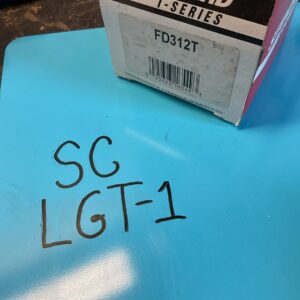 T-SERIES
FD312T
SC
LGT-1